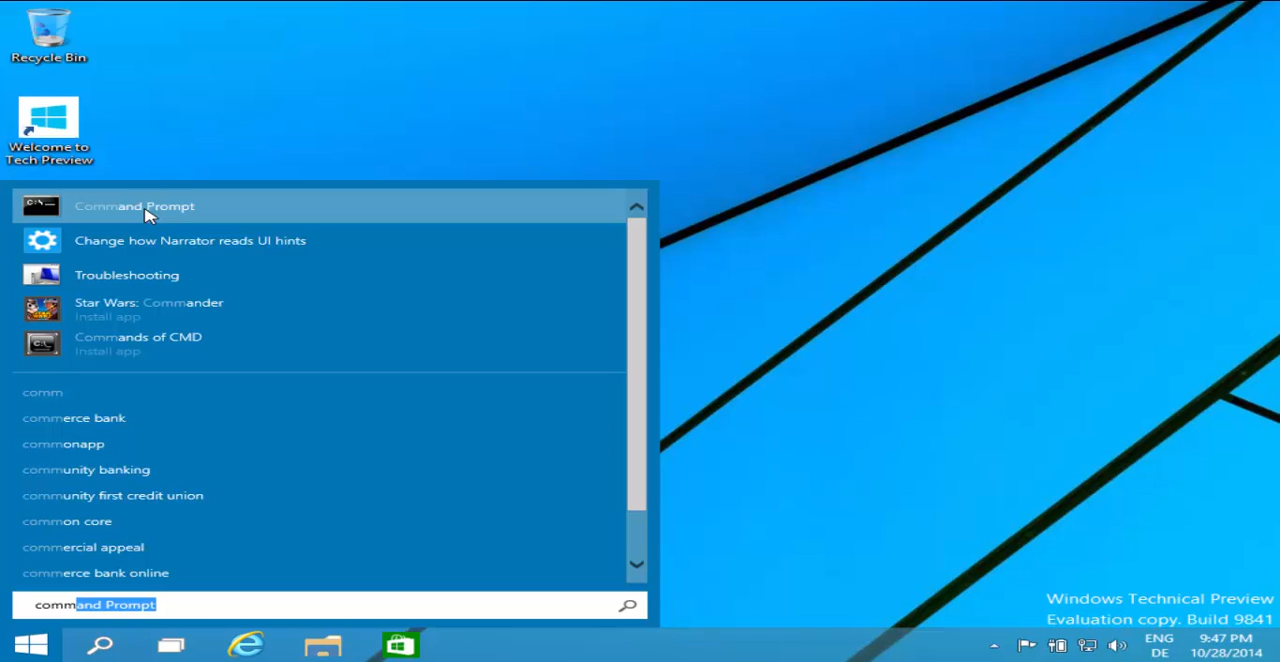 Recycle Bin
Welcome to
Tech Preview
Command Prompt
Change how Narrator reads UI hints
Troubleshooting
Star Wars: Commander
Install app
Commands of CMD
Install app
comm
commerce bank
commonapp
community banking
community first credit union
common core
commercial appeal
commerce bank online
command Prompt
Windows Technical Preview
Evaluation copy. Build 9841
ENG
DE
9:47 PM
10/28/2014